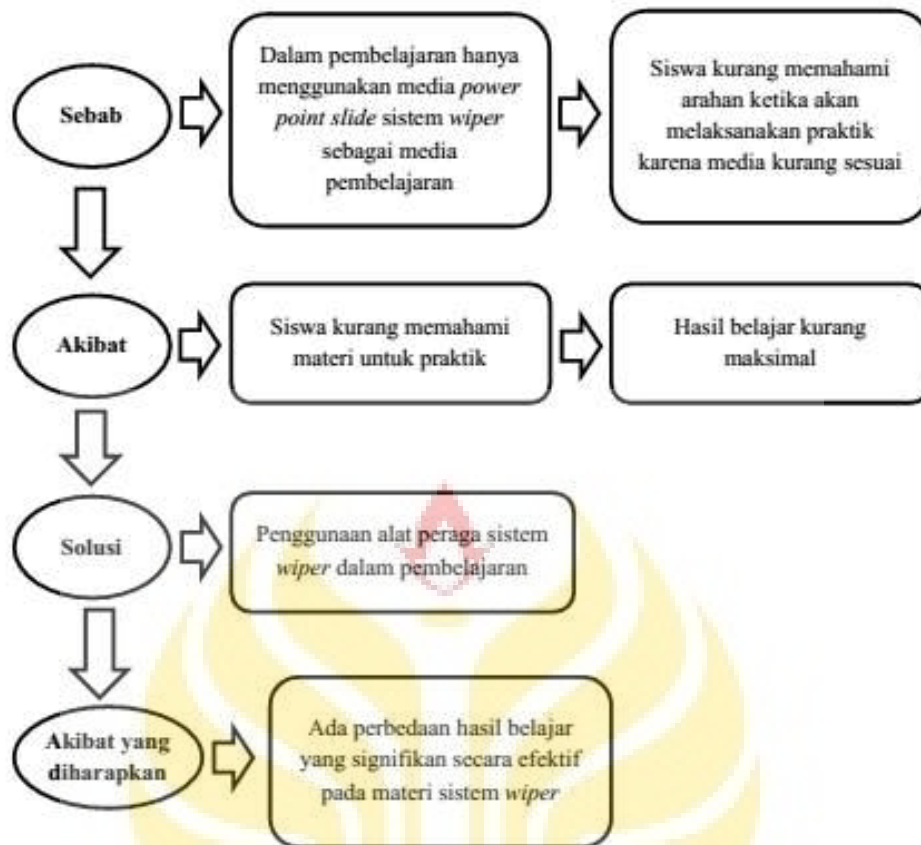 Sebab
Dalam pembelajaran hanya
menggunakan media power
point slide sistem wiper
sebagai media
pembelajaran
Siswa kurang memahami
arahan ketika akan
melaksanakan praktik
karena media kurang sesuai
Akibat
Siswa kurang memahami
materi untuk praktik
Hasil belajar kurang
maksimal
Solusi
Penggunaan alat peraga sistem
wiper dalam pembelajaran
Akibat yang
diharapkan
Ada perbedaan hasil belajar
yang signifikan secara efektif
pada materi sistem wiper